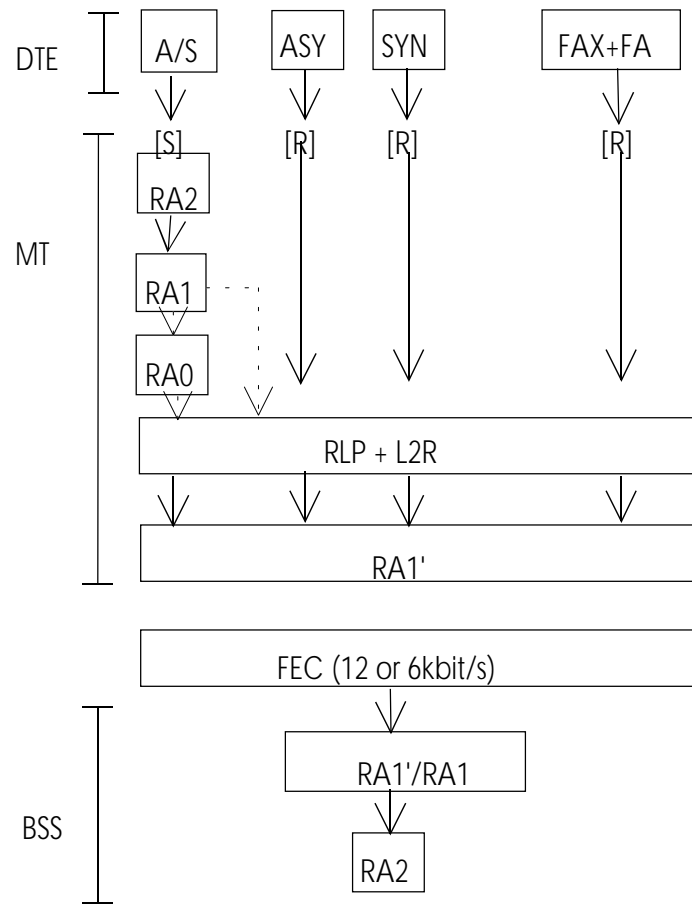 DTE A/S ASY SYN FAX+FA
[S] [R] [R] [R]
RA2
MT
RA1
RA0
RLP + L2R
RA1'
FEC (12 or 6kbit/s)
RA1'/RA1
BSS
RA2